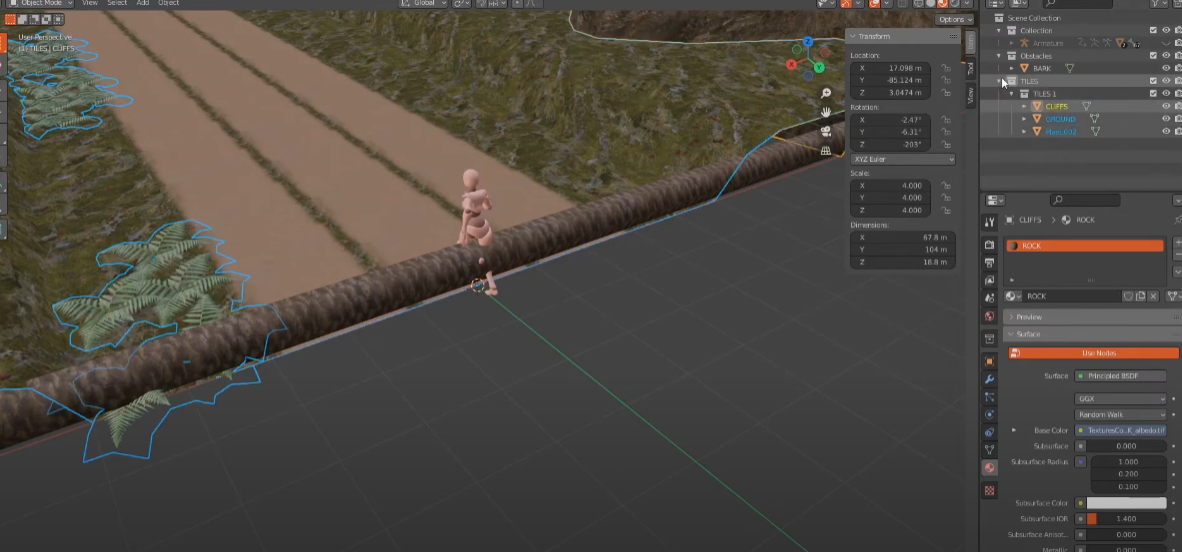 Object Mode
View
Select
Add
Object
Global
Options
User Perspective
(1) TILES | CLIFFS
Transform
Location:
X 17.098 m
Y -85.124 m
Z 3.0474 m
Rotation:
X -2.47°
Y -6.31°
Z -203°
XYZ Euler
Scale:
X 4.000
Y 4.000
Z 4.000
Dimensions:
X 67.8 m
Y 104 m
Z 18.8 m
Item
Tool
View
X
Z
Y
Scene Collection
Collection
Armature
Obstacles
BARK
TILES
TILES 1
CLIFFS
GROUND
Mesh.002
CLIFFS
ROCK
ROCK
ROCK
Preview
Surface
Use Nodes
Surface Principled BSDF
GGX
Random Walk
Base Color TexturesCo...K_albedo.tif
Subsurface 0.000
Subsurface Radius 1.000
0.200
0.100
Subsurface Color
Subsurface IOR 1.400
Subsurface Anisot... 0.000
Metallic